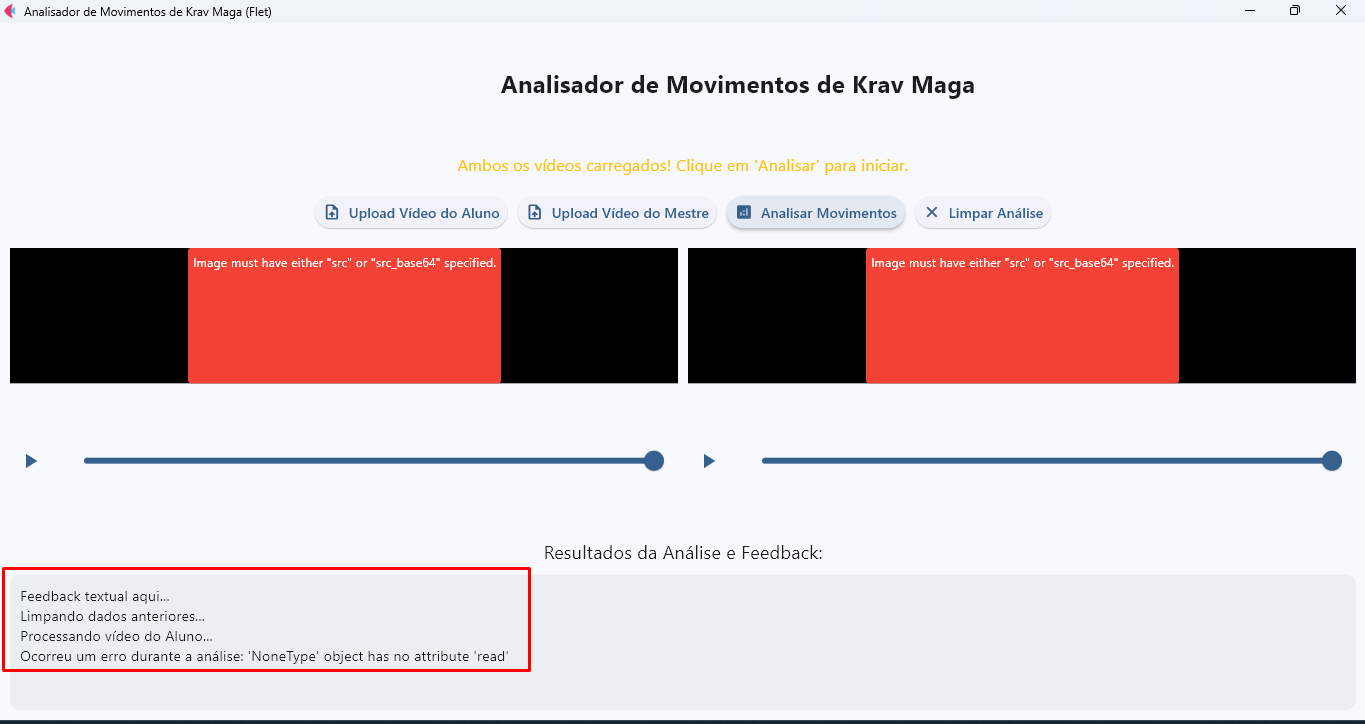 Analisador de Movimentos de Krav Maga (Flet)
Analisador de Movimentos de Krav Maga
Ambos os vídeos carregados! Clique em 'Analisar' para iniciar.
Upload Vídeo do Aluno
Upload Vídeo do Mestre
Analisar Movimentos
Limpar Análise
Image must have either "src" or "src_base64" specified.
Image must have either "src" or "src_base64" specified.
Resultados da Análise e Feedback:
Feedback textual aqui...
Limpando dados anteriores...
Processando vídeo do Aluno...
Ocorreu um erro durante a análise: 'NoneType' object has no attribute 'read'